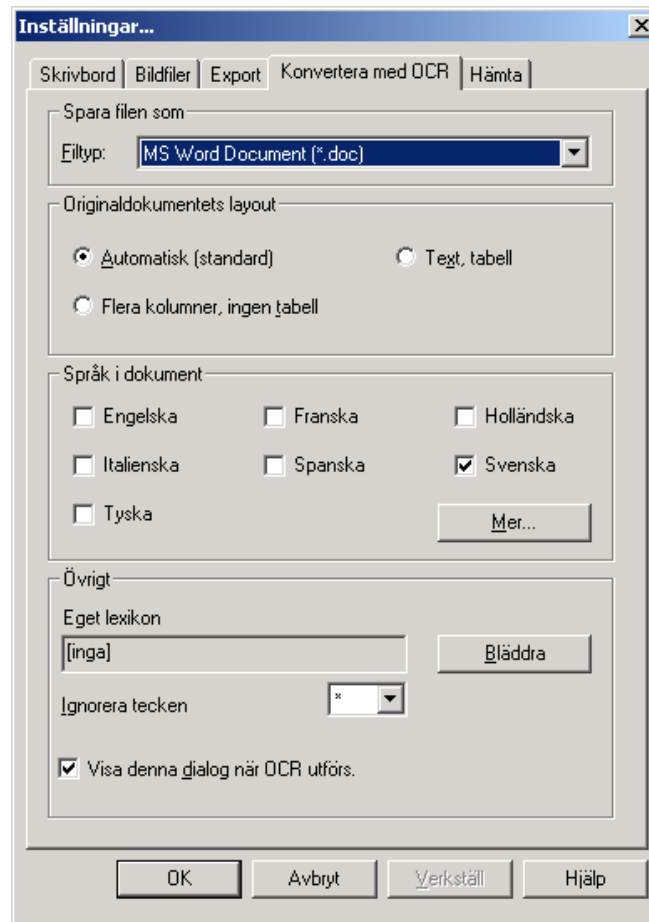 Inställningar...
Skrivbord Bildfiler Export Konvertera med OCR Hämta
Spara filen som
Filtyp: MS Word Document (*.doc)
Originaldokumentets layout
Automatisk (standard) Text, tabell
Flera kolumner, ingen tabell
Språk i dokument
Engelska Franska Holländska
Italienska Spanska Svenska
Tyska Mer...
Övrigt
Eget lexikon
[inga] Bläddra
Ignorera tecken *
Visa denna dialog när OCR utförs.
OK Avbryt Verkställ Hjälp